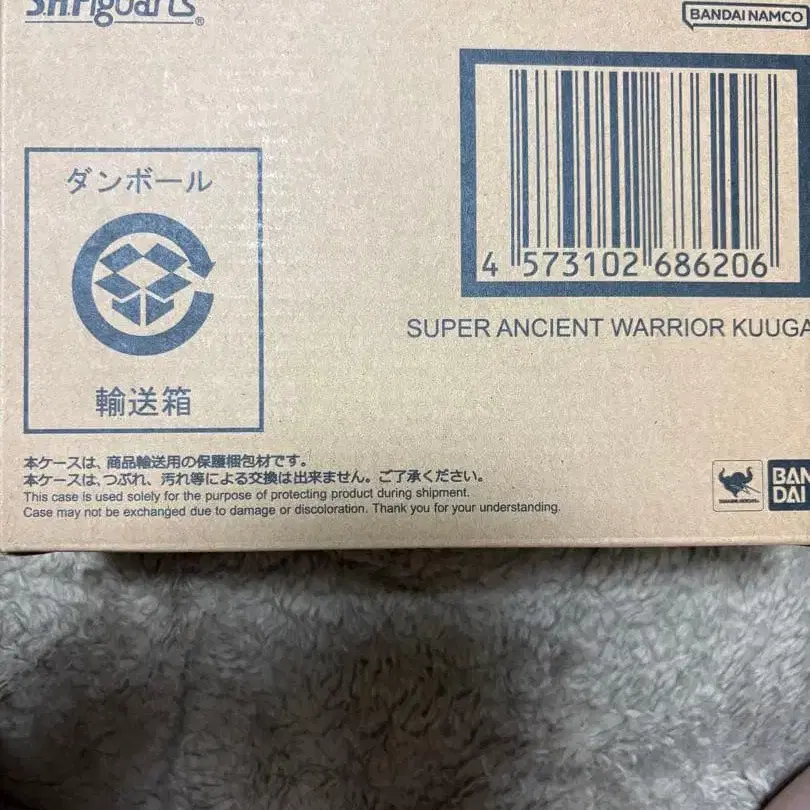 S.H.Figuarts®
BANDAI NAMCO
ダンボール
4 573102 686206
SUPER ANCIENT WARRIOR KUUGA
輸送箱
本ケースは、商品輸送用の保護梱包材です。
本ケースは、つぶれ、汚れ等による交換は出来ません。ご了承ください。
This case is used solely for the purpose of protecting product during shipment.
Case may not be exchanged due to damage or discoloration. Thank you for your understanding.
BAN
DAI